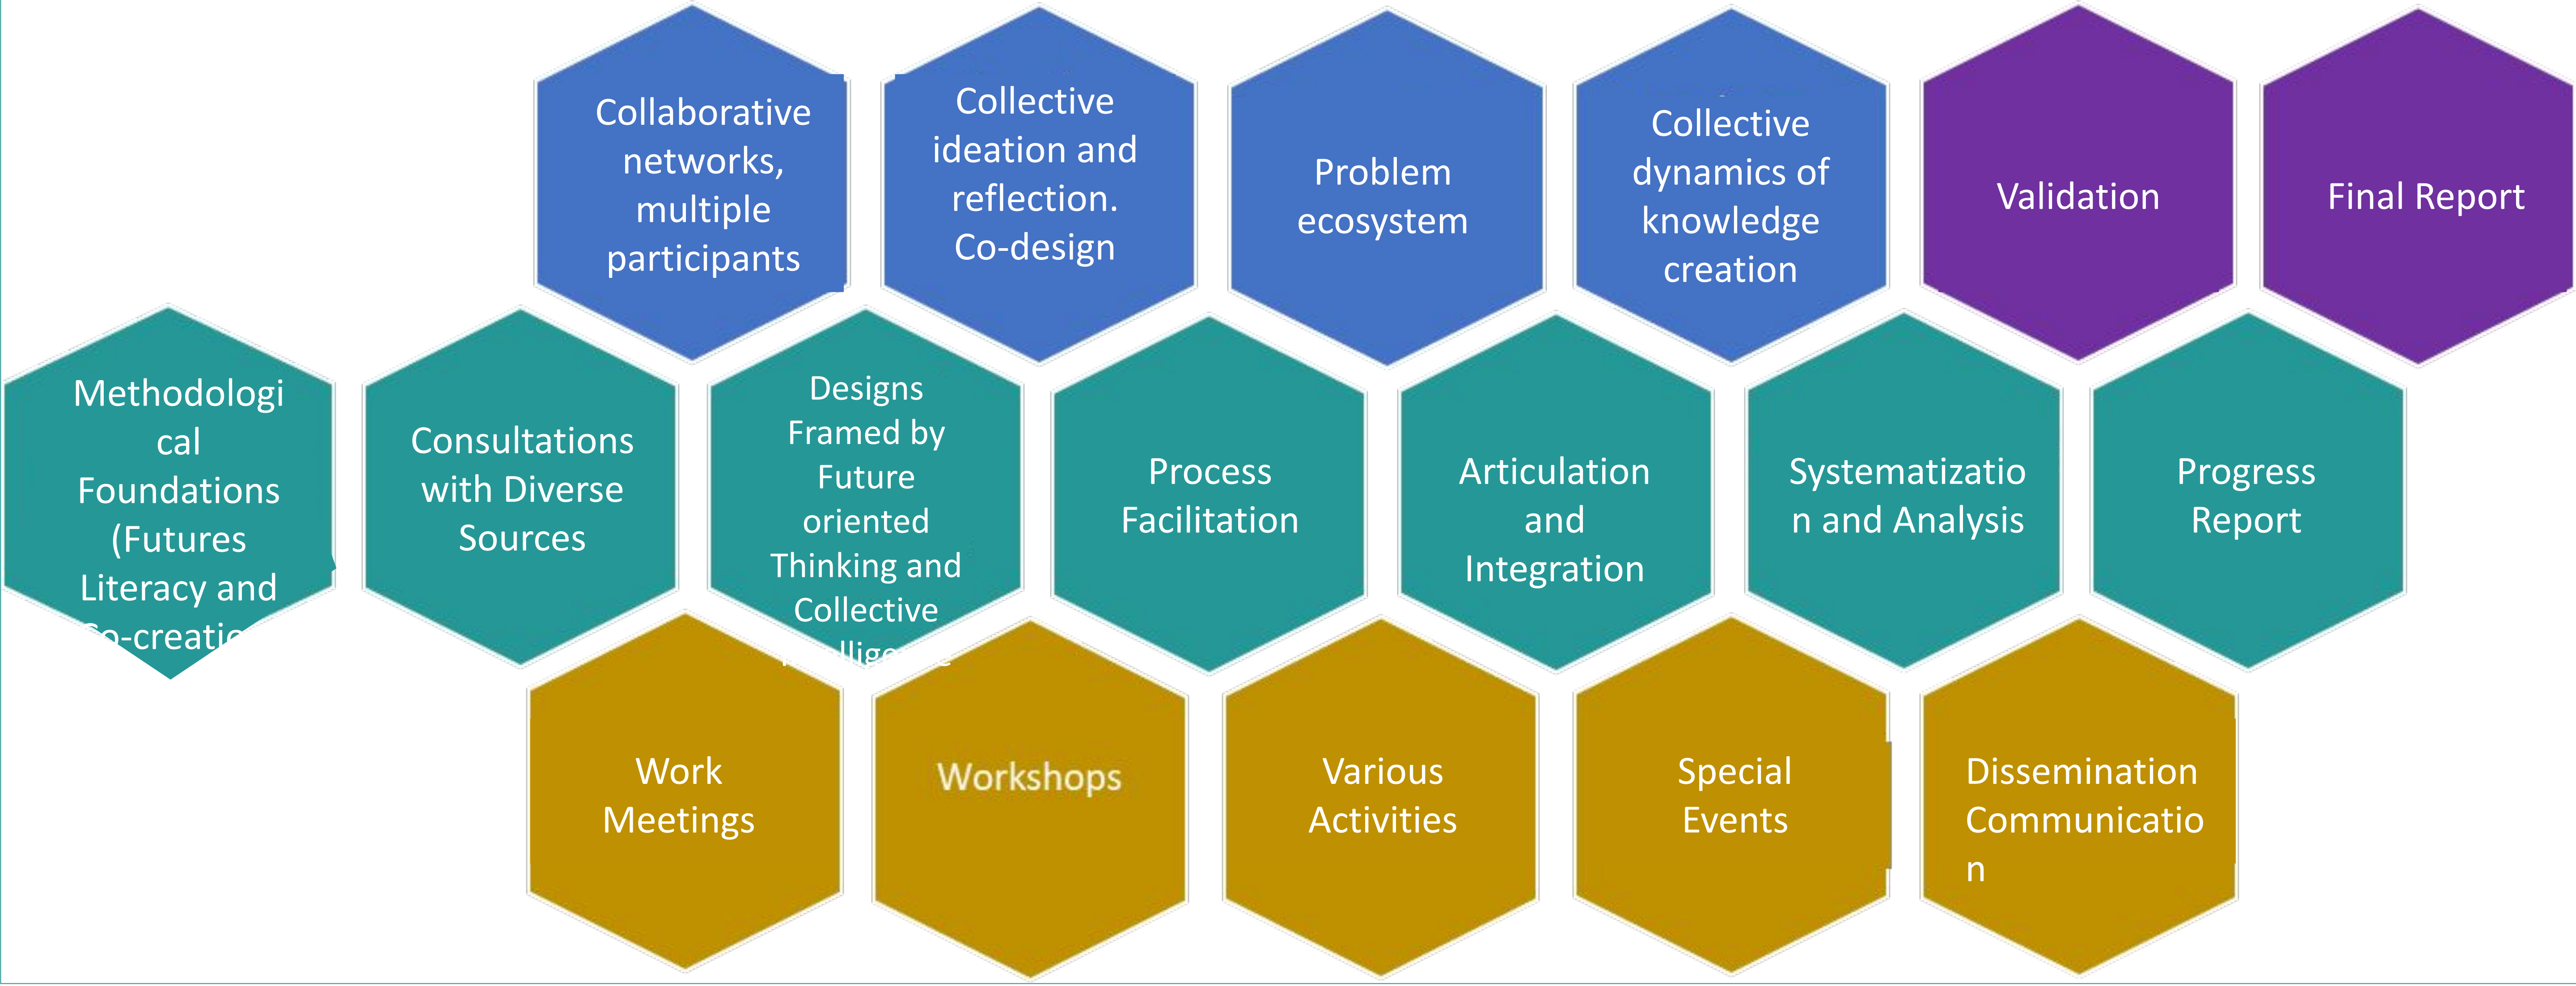 Collaborative
networks,
multiple
participants
Collective
ideation and
reflection.
Co-design
Problem
ecosystem
Collective
dynamics of
knowledge
creation
Validation
Final Report
Methodologi
cal
Foundations
(Futures
Literacy and
Co-creation
Consultations
with Diverse
Sources
Designs
Framed by
Future
oriented
Thinking and
Collective
Intelligence
Process
Facilitation
Articulation
and
Integration
Systematizatio
n and Analysis
Progress
Report
Work
Meetings
Workshops
Various
Activities
Special
Events
Dissemination
Communicatio
n